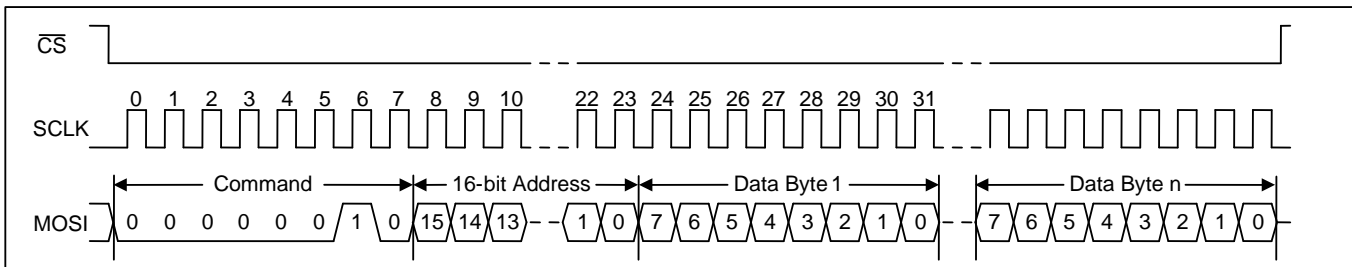 CS
0 1 2 3 4 5 6 7 8 9 10 22 23 24 25 26 27 28 29 30 31
SCLK
Command 16-bit Address Data Byte 1 Data Byte n
MOSI 0 0 0 0 0 0 1 0 15 14 13 1 0 7 6 5 4 3 2 1 0 7 6 5 4 3 2 1 0